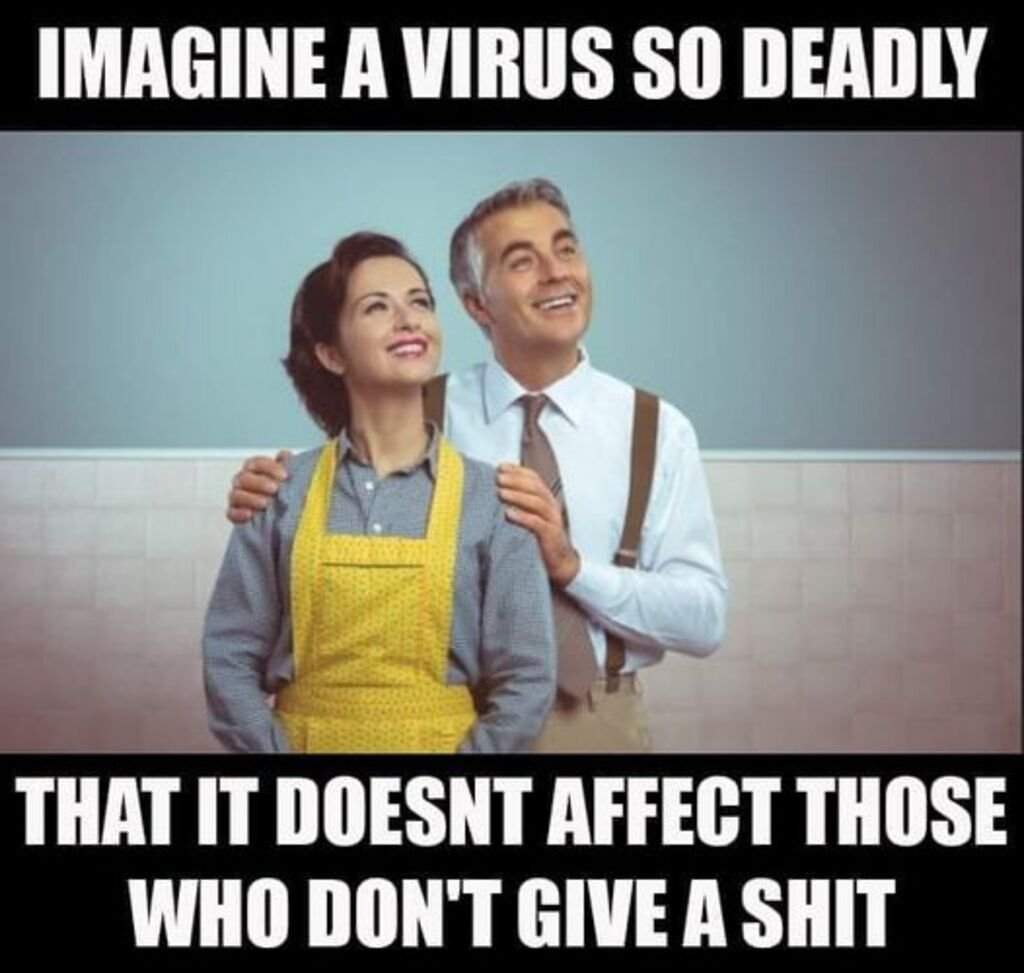 IMAGINE A VIRUS SO DEADLY
THAT IT DOESNT AFFECT THOSE
WHO DON'T GIVE A SHIT